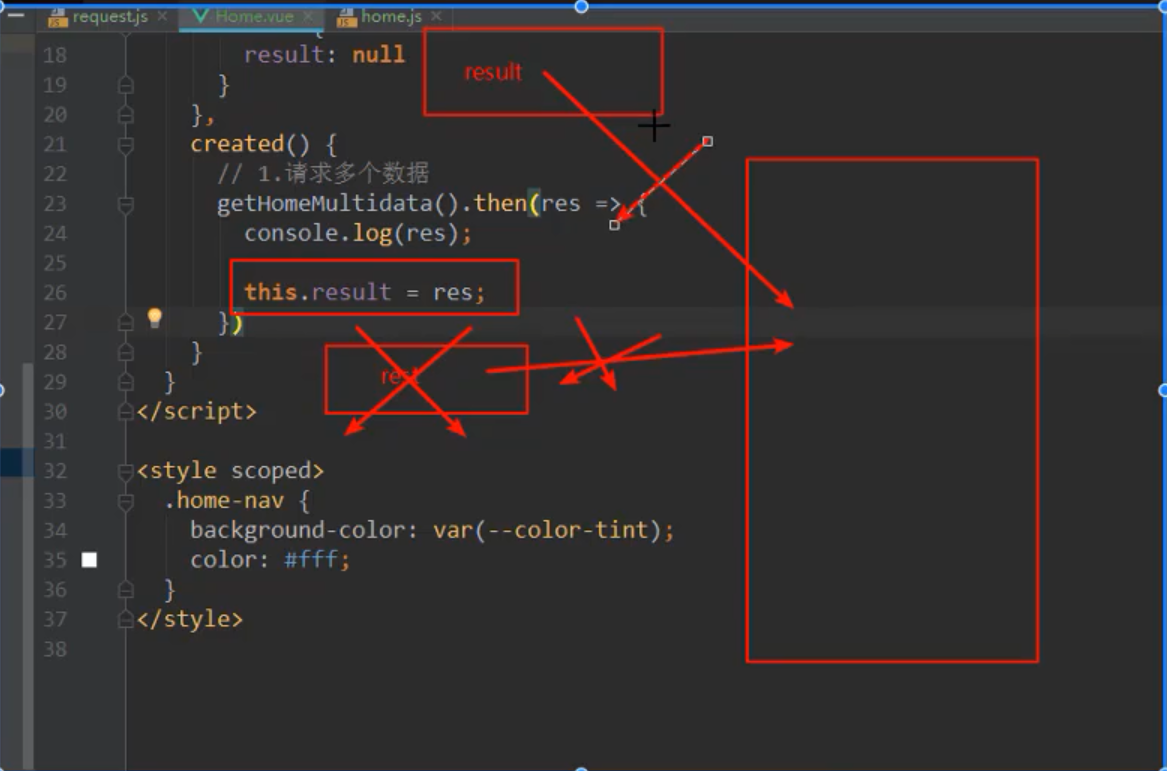 request.js Home.vue home.js
18 result: null
result
19 }
20 },
21 created() {
22 // 1.请求多个数据
23 getHomeMultidata().then(res => {
24 console.log(res);
25
26 this.result = res;
27 })
28 }
29 }
30 </script>
31
32 <style scoped>
33 .home-nav {
34 background-color: var(--color-tint);
35 color: #fff;
36 }
37 </style>
38